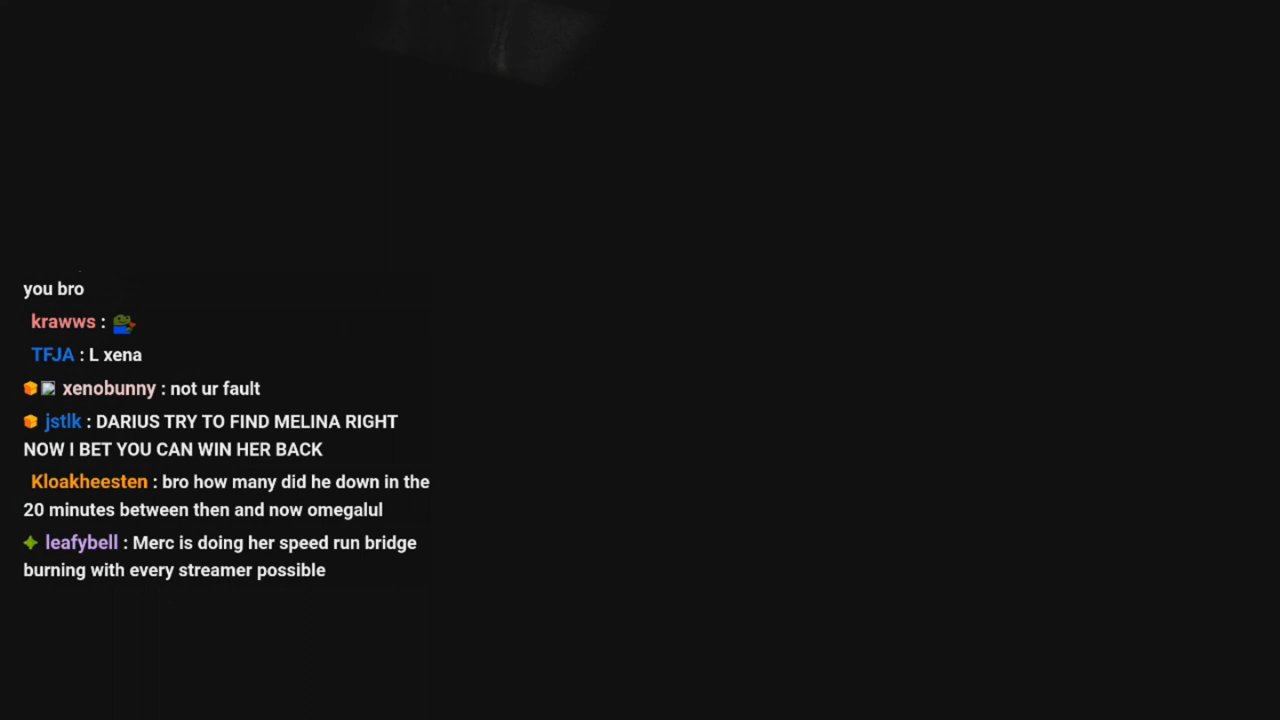 you bro
krawws :
TFJA : L xena
xenobunny : not ur fault
jstlk : DARIUS TRY TO FIND MELINA RIGHT
NOW I BET YOU CAN WIN HER BACK
Kloakheesten : bro how many did he down in the
20 minutes between then and now omegalul
leafybell : Merc is doing her speed run bridge
burning with every streamer possible